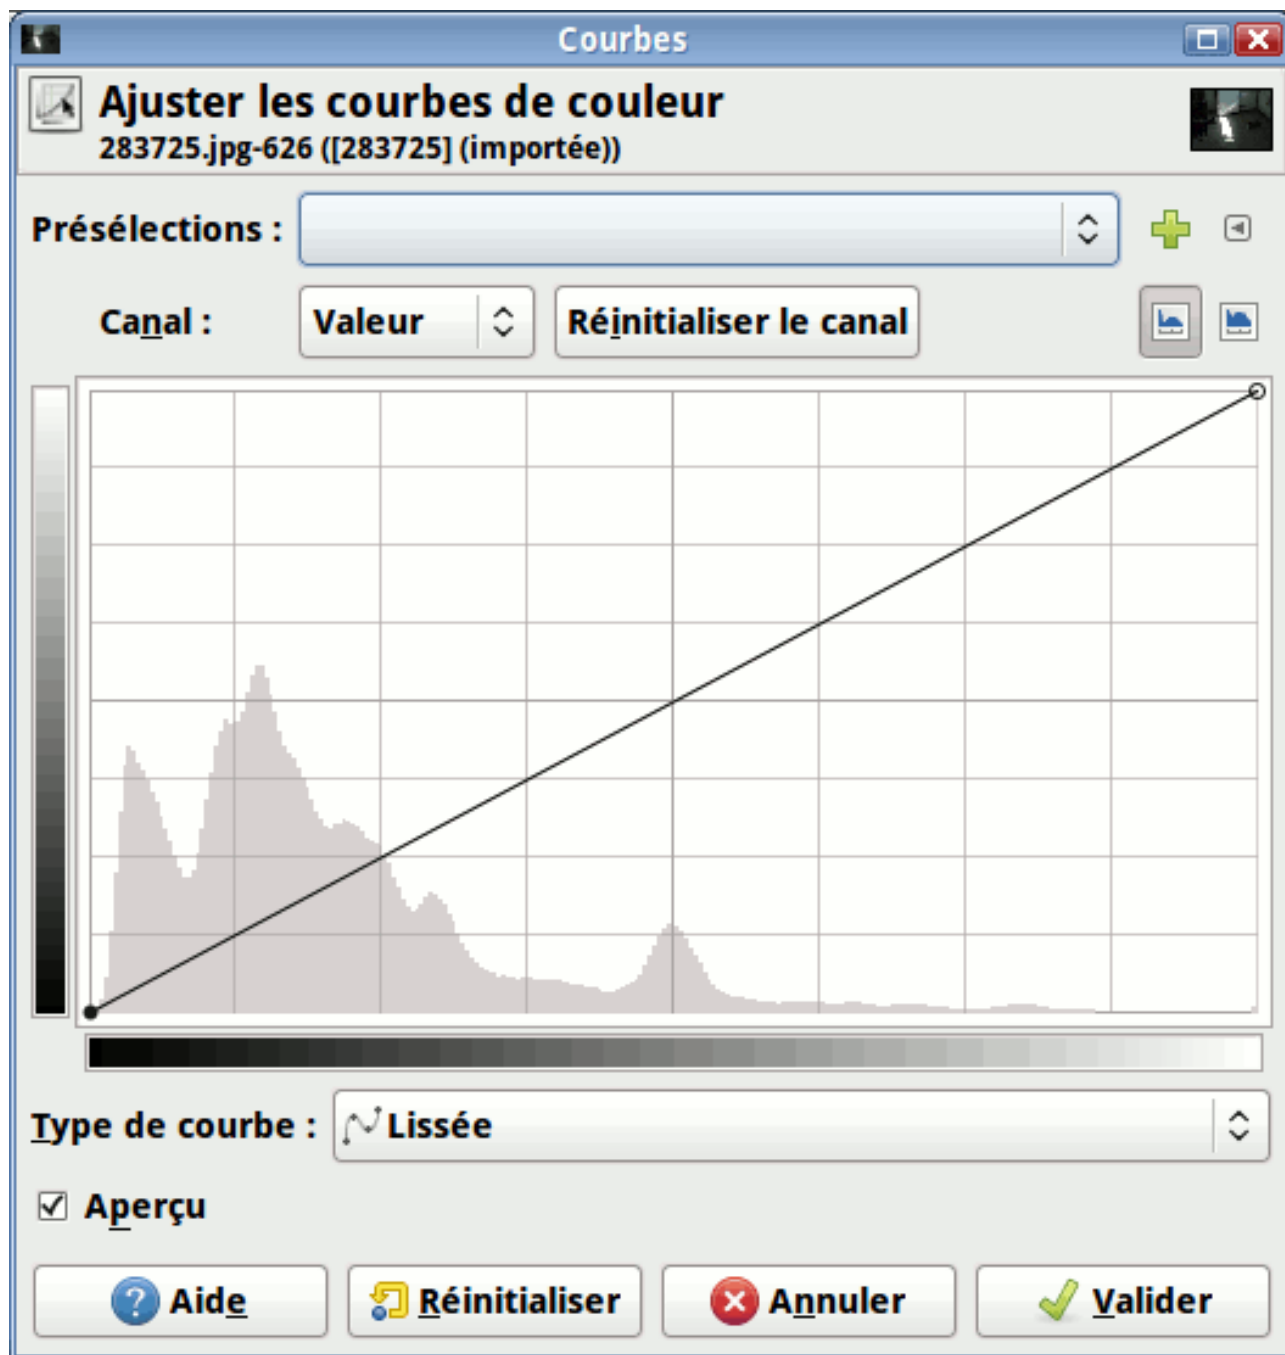 Courbes
Ajuster les courbes de couleur
283725.jpg-626 ([283725] (importée))
Présélections :
Canal : Valeur Réinitialiser le canal
Type de courbe : Lissée
Aperçu
Aide Réinitialiser Annuler Valider